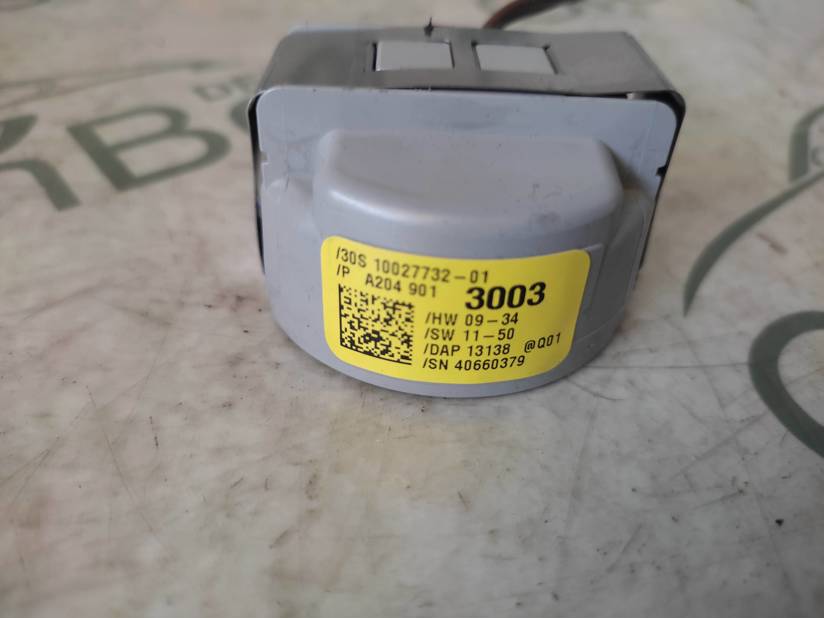 /30S 10027732-01
/P A204 901 3003
/HW 09-34
/SW 11-50
/DAP 13138 @Q01
/SN 40660379